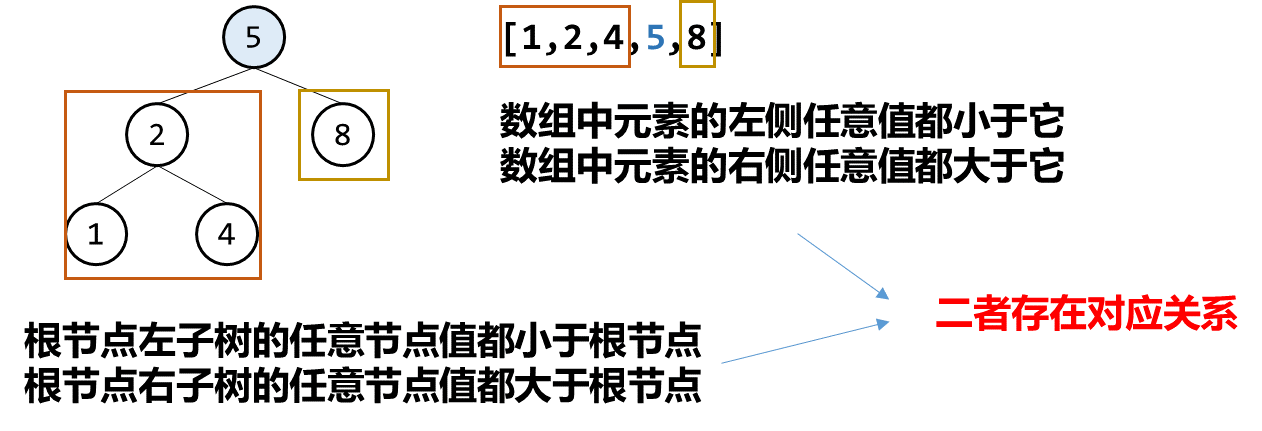 5
2
8
1
4
[1,2,4,5,8]
数组中元素的左侧任意值都小于它
数组中元素的右侧任意值都大于它
二者存在对应关系
根节点左子树的任意节点值都小于根节点
根节点右子树的任意节点值都大于根节点